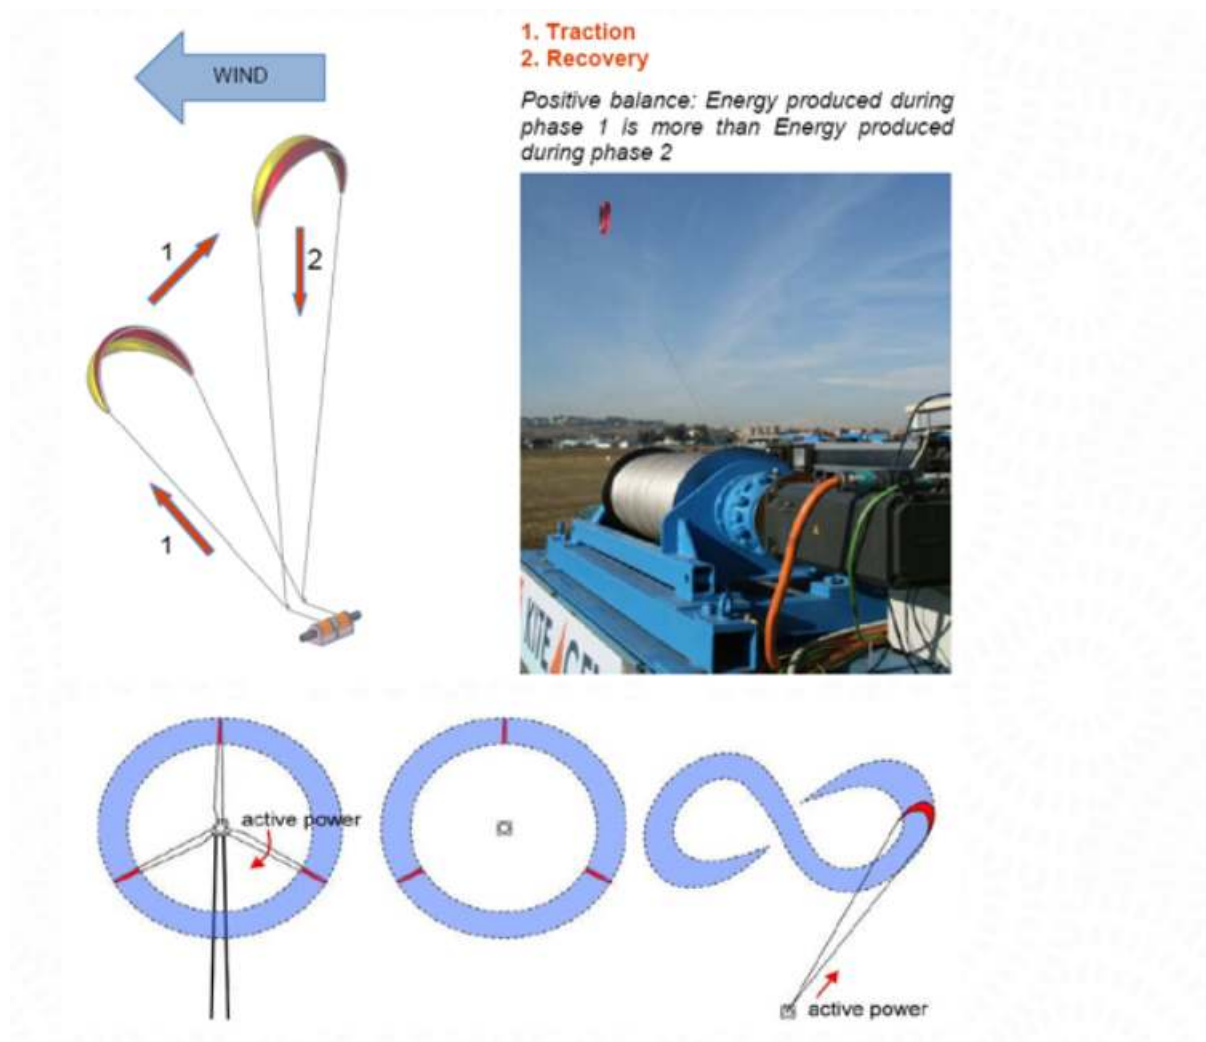 1. Traction
2. Recovery
WIND
Positive balance: Energy produced during
phase 1 is more than Energy produced
during phase 2
1
2
1
KITE GEN
active power
active power